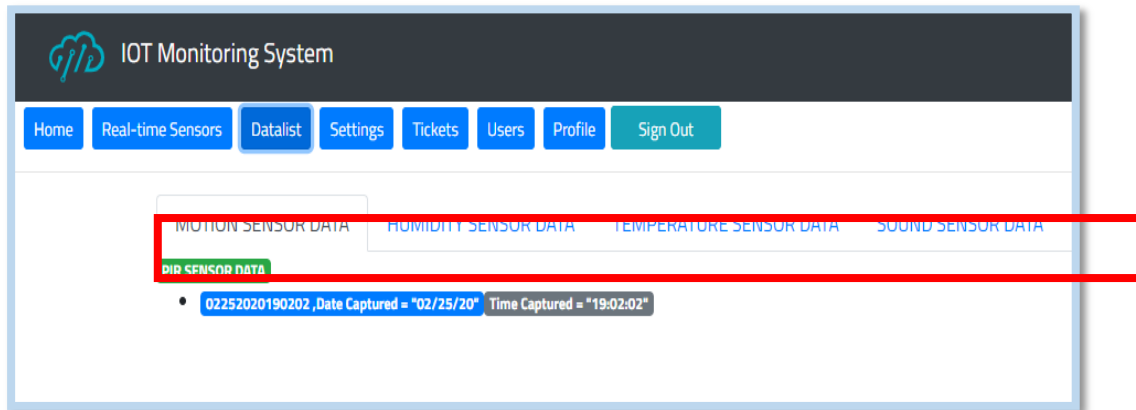 IOT Monitoring System
Home Real-time Sensors Datalist Settings Tickets Users Profile Sign Out
MOTION SENSOR DATA HUMIDITY SENSOR DATA TEMPERATURE SENSOR DATA SOUND SENSOR DATA
PIR SENSOR DATA
02252020190202 ,Date Captured = "02/25/20" Time Captured = "19:02:02"